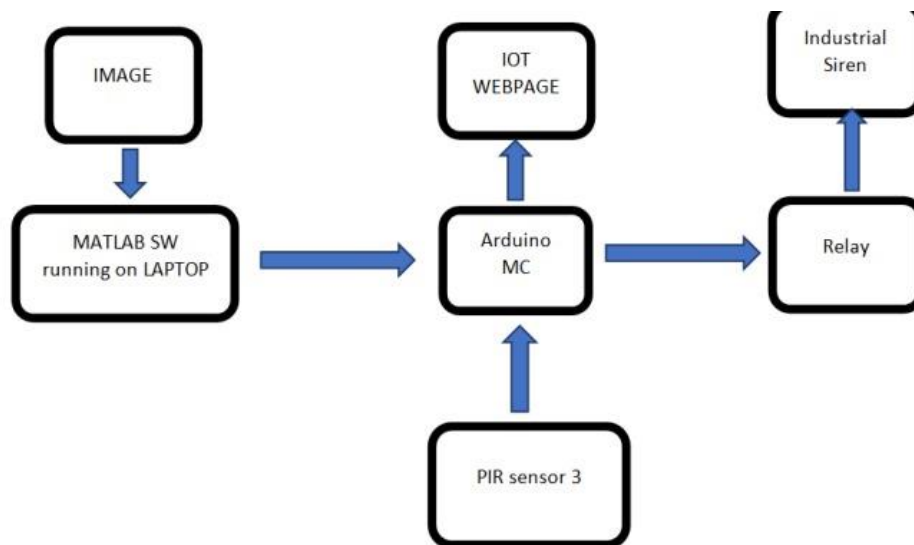 IMAGE
IOT
WEBPAGE
Industrial
Siren
MATLAB SW
running on LAPTOP
Arduino
MC
Relay
PIR sensor 3